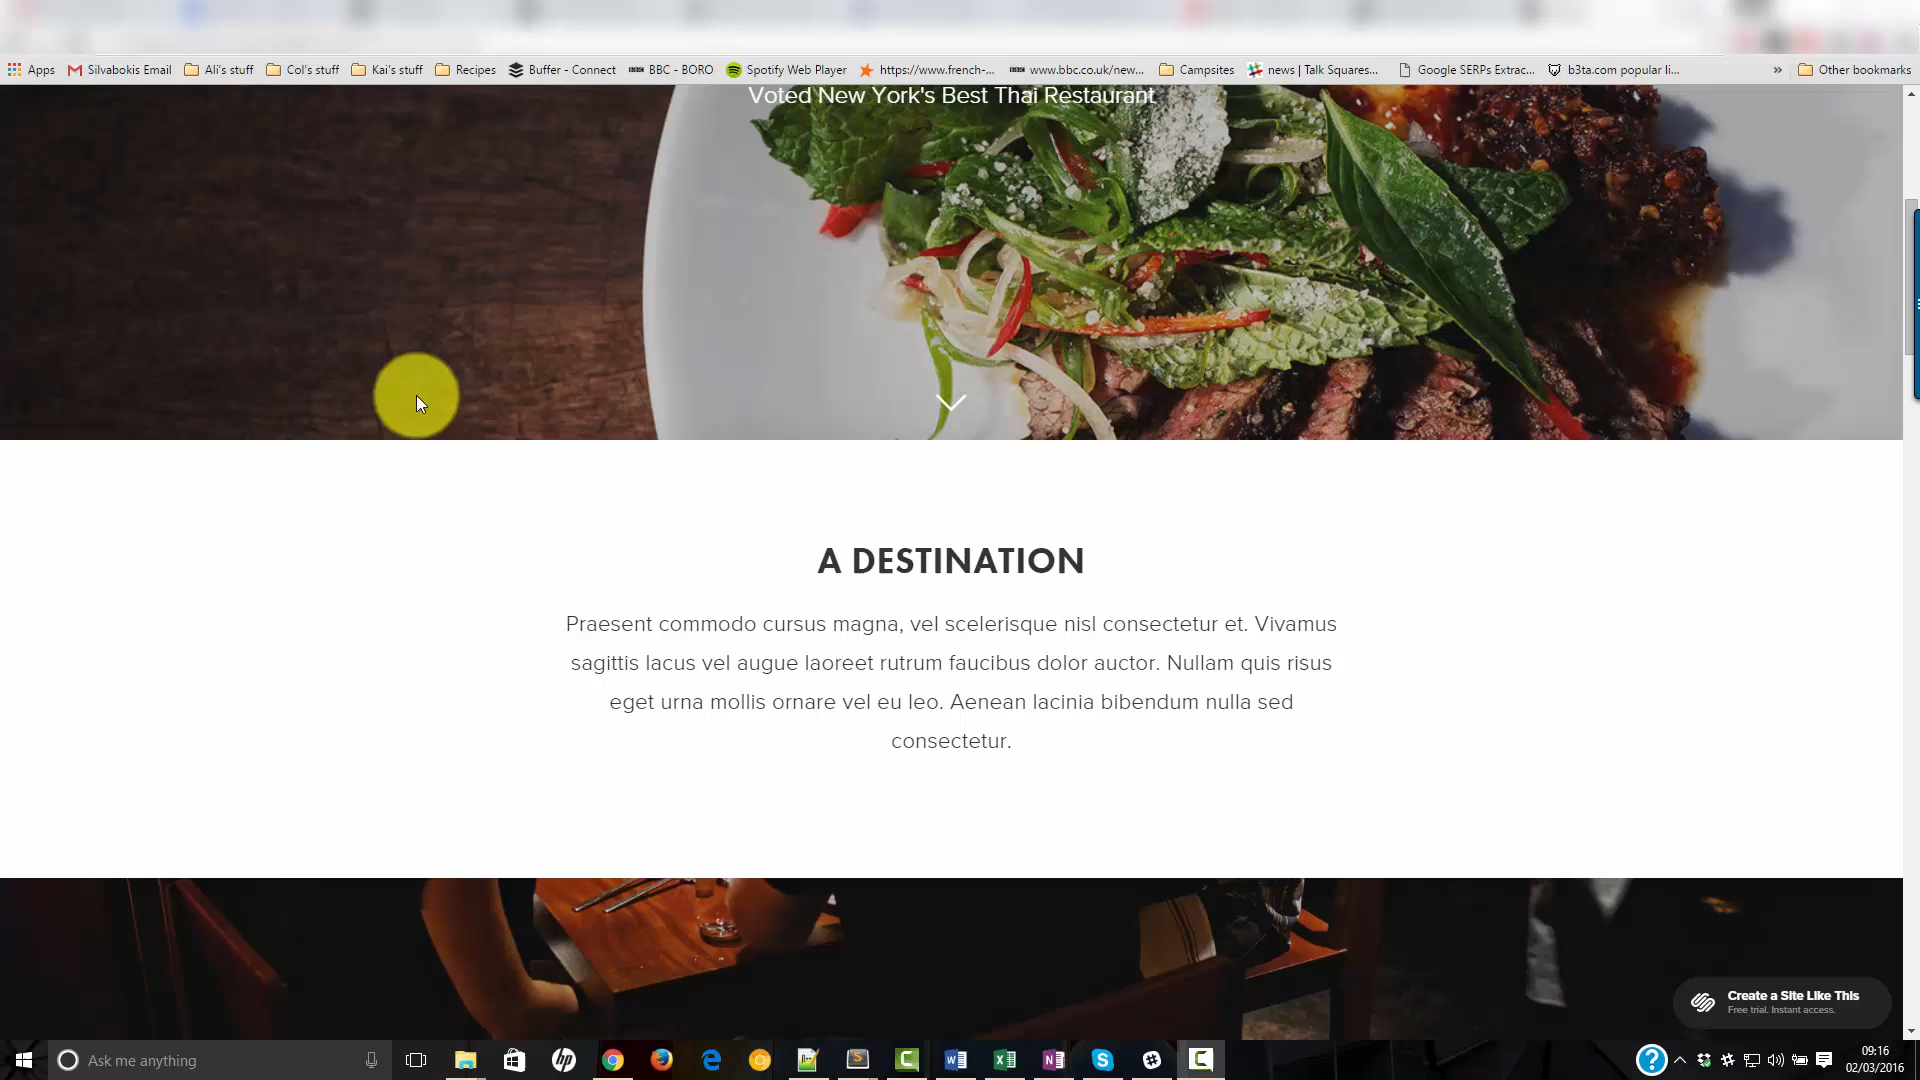 Apps Silvabokis Email Ali's stuff Col's stuff Kai's stuff Recipes Buffer - Connect BBC - BORO Spotify Web Player https://www.french-... www.bbc.co.uk/new... Campsites news | Talk Squares... Google SERPs Extrac... b3ta.com popular li... » Other bookmarks
Voted New York's Best Thai Restaurant
A DESTINATION
Praesent commodo cursus magna, vel scelerisque nisl consectetur et. Vivamus
sagittis lacus vel augue laoreet rutrum faucibus dolor auctor. Nullam quis risus
eget urna mollis ornare vel eu leo. Aenean lacinia bibendum nulla sed
consectetur.
Create a Site Like This
Free trial. Instant access.
Ask me anything
09:16
02/03/2016